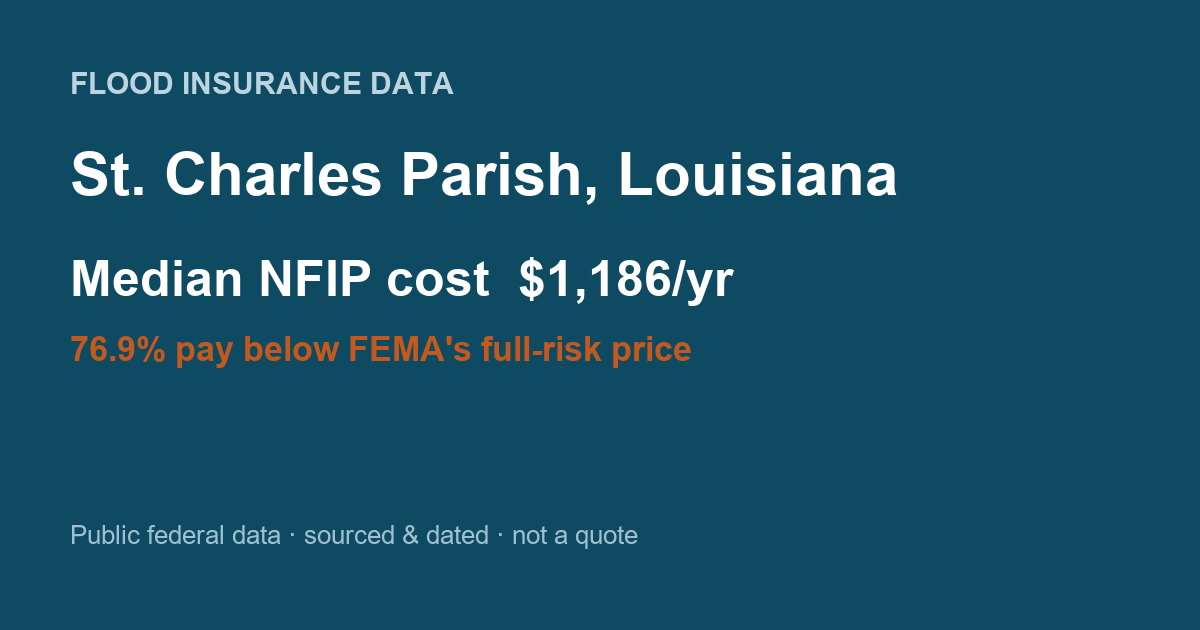 FLOOD INSURANCE DATA
St. Charles Parish, Louisiana
Median NFIP cost  $1,186/yr
76.9% pay below FEMA's full-risk price
Public federal data · sourced & dated · not a quote